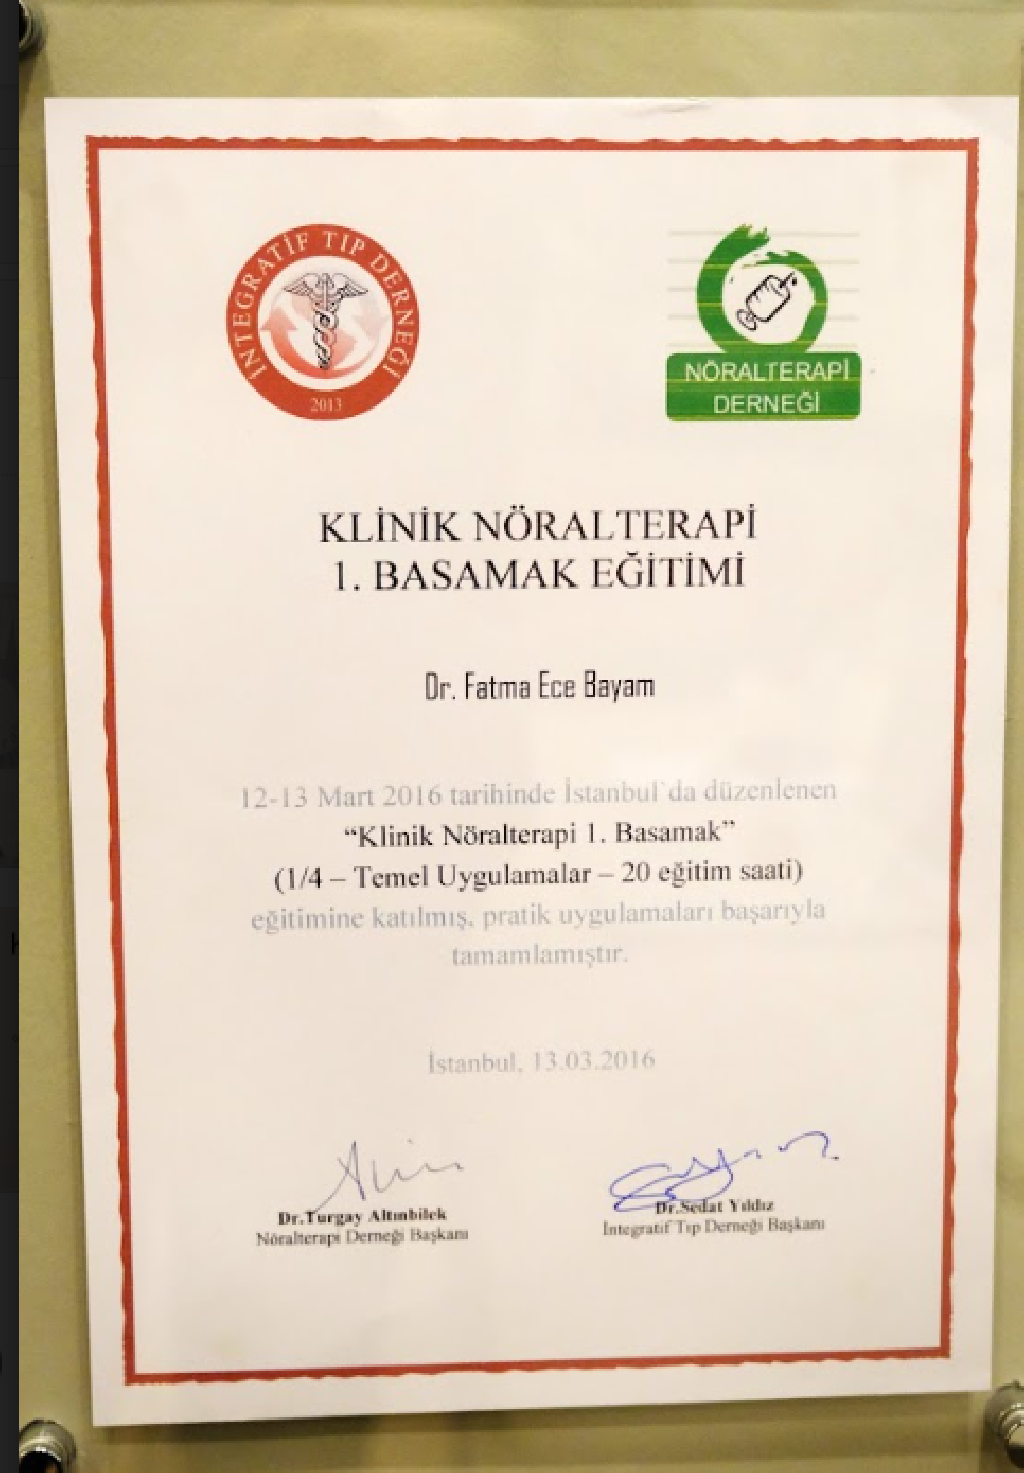 İNTEGRATİF TIP DERNEĞİ
2013
NÖRALTERAPİ
DERNEĞİ
KLİNİK NÖRALTERAPİ
1. BASAMAK EĞİTİMİ
Dr. Fatma Ece Bayam
12-13 Mart 2016 tarihinde İstanbul`da düzenlenen
“Klinik Nöralterapi 1. Basamak”
(1/4 – Temel Uygulamalar – 20 eğitim saati)
eğitimine katılmış, pratik uygulamaları başarıyla
tamamlamıştır.
İstanbul, 13.03.2016
Dr.Turgay Altınbilek
Nöralterapi Derneği Başkanı
Dr.Sedat Yıldız
İntegratif Tıp Derneği Başkanı